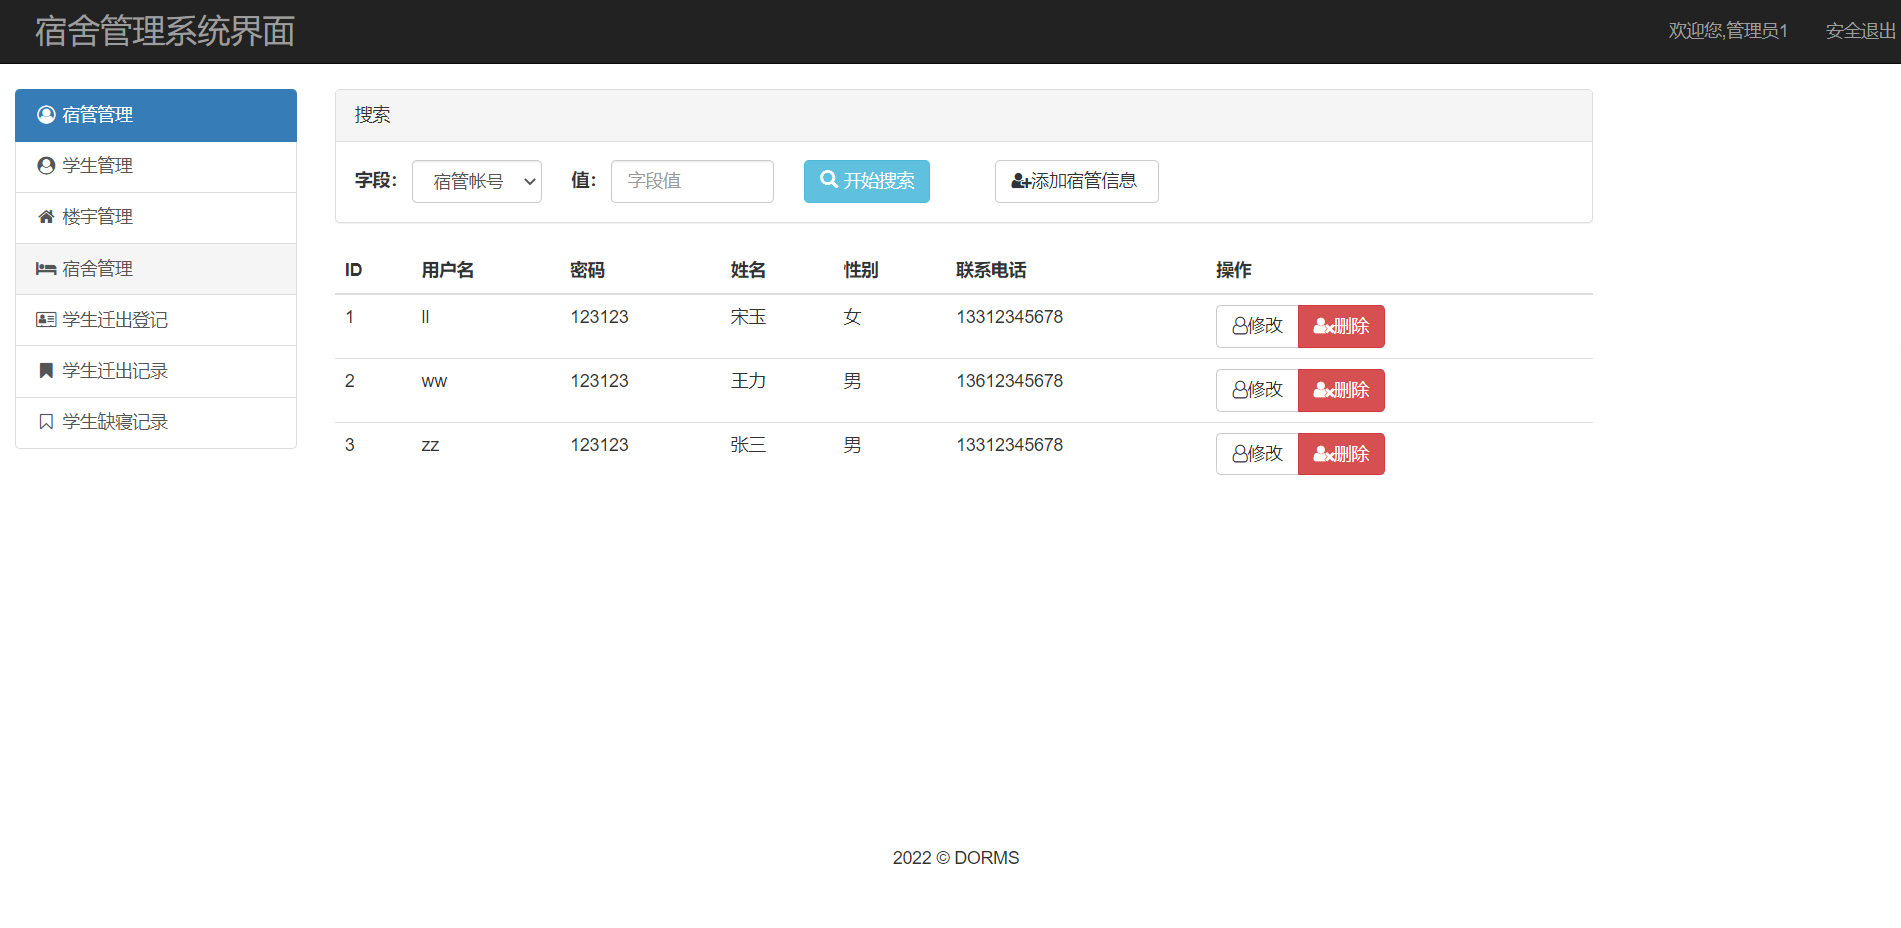 宿舍管理系统界面
欢迎您,管理员1 安全退出
宿管管理
学生管理
楼宇管理
宿舍管理
学生迁出登记
学生迁出记录
学生缺寝记录
搜索
字段: 宿管帐号 值: 字段值 开始搜索 添加宿管信息
ID 用户名 密码 姓名 性别 联系电话 操作
1 ll 123123 宋玉 女 13312345678 修改 删除
2 ww 123123 王力 男 13612345678 修改 删除
3 zz 123123 张三 男 13312345678 修改 删除
2022 © DORMS